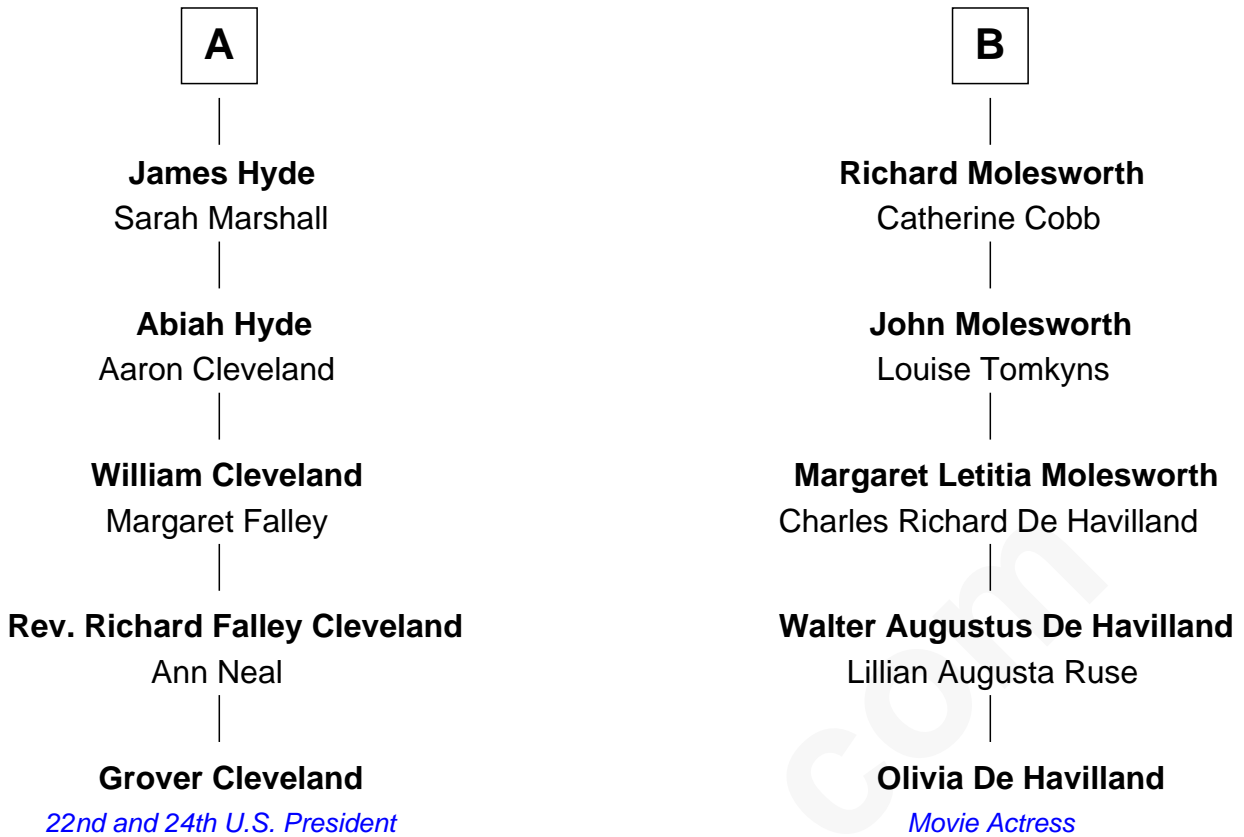 A
James Hyde
Sarah Marshall
Abiah Hyde
Aaron Cleveland
William Cleveland
Margaret Falley
Rev. Richard Falley Cleveland
Ann Neal
Grover Cleveland
22nd and 24th U.S. President
B
Richard Molesworth
Catherine Cobb
John Molesworth
Louise Tomkyns
Margaret Letitia Molesworth
Charles Richard De Havilland
Walter Augustus De Havilland
Lillian Augusta Ruse
Olivia De Havilland
Movie Actress
com